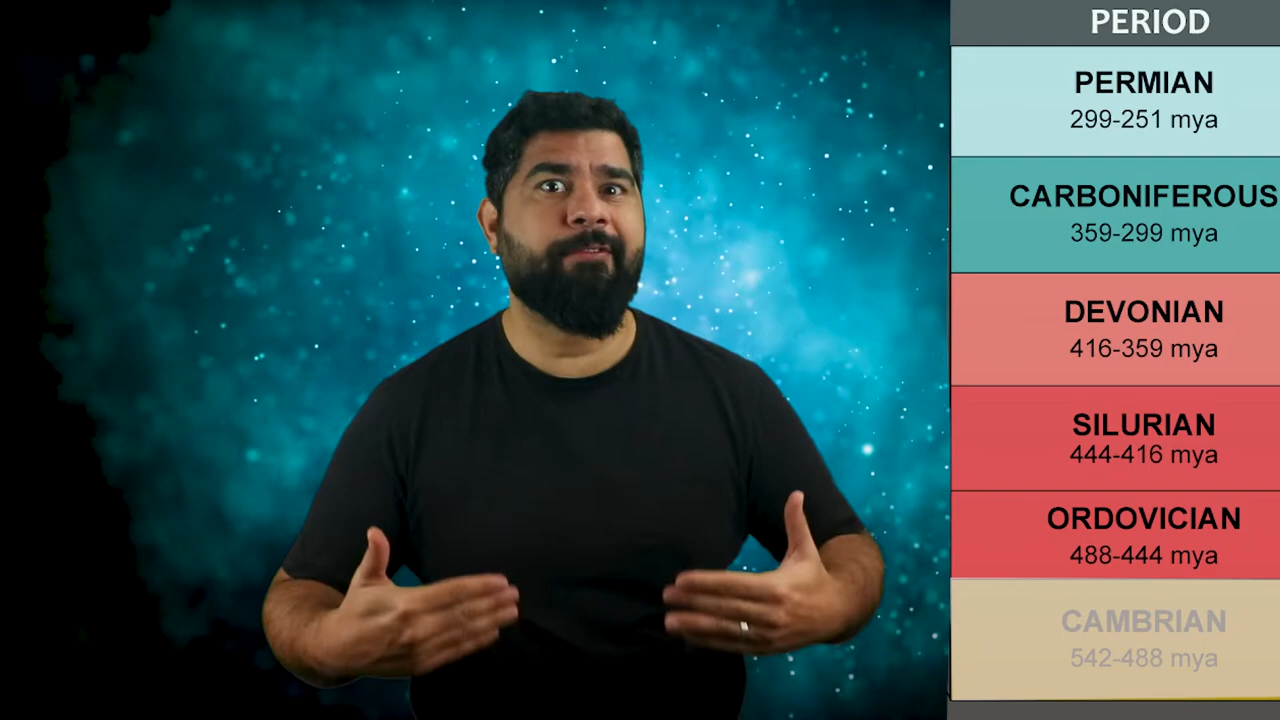 PERIOD
PERMIAN
299-251 mya
CARBONIFEROUS
359-299 mya
DEVONIAN
416-359 mya
SILURIAN
444-416 mya
ORDOVICIAN
488-444 mya
CAMBRIAN
542-488 mya